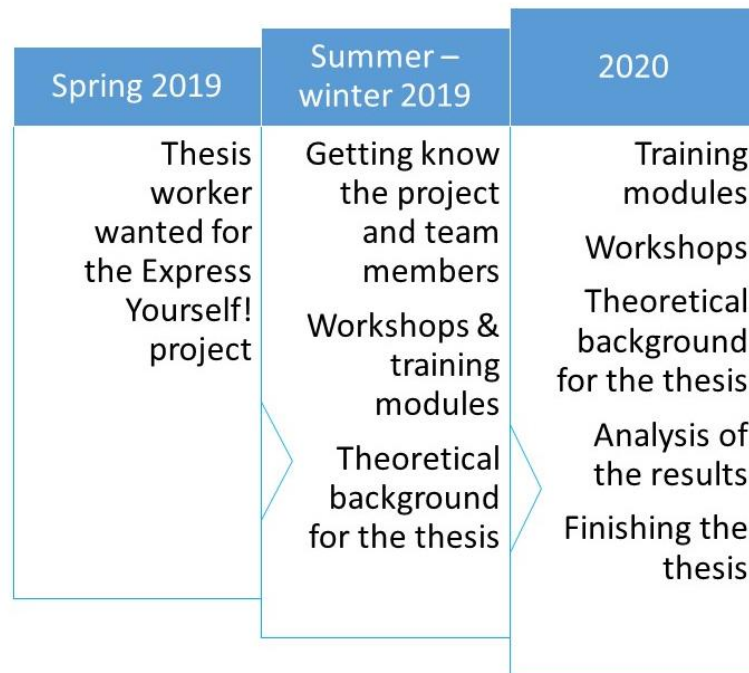 Spring 2019
Thesis
worker
wanted for
the Express
Yourself!
project
Summer –
winter 2019
Getting know
the project
and team
members
Workshops &
training
modules
Theoretical
background
for the thesis
2020
Training
modules
Workshops
Theoretical
background
for the thesis
Analysis of
the results
Finishing the
thesis